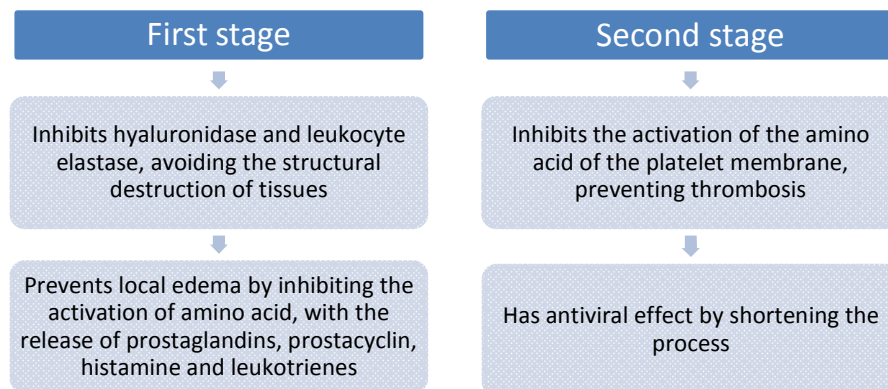 First stage
Inhibits hyaluronidase and leukocyte
elastase, avoiding the structural
destruction of tissues
Prevents local edema by inhibiting the
activation of amino acid, with the
release of prostaglandins, prostacyclin,
histamine and leukotrienes
Second stage
Inhibits the activation of the amino
acid of the platelet membrane,
preventing thrombosis
Has antiviral effect by shortening the
process